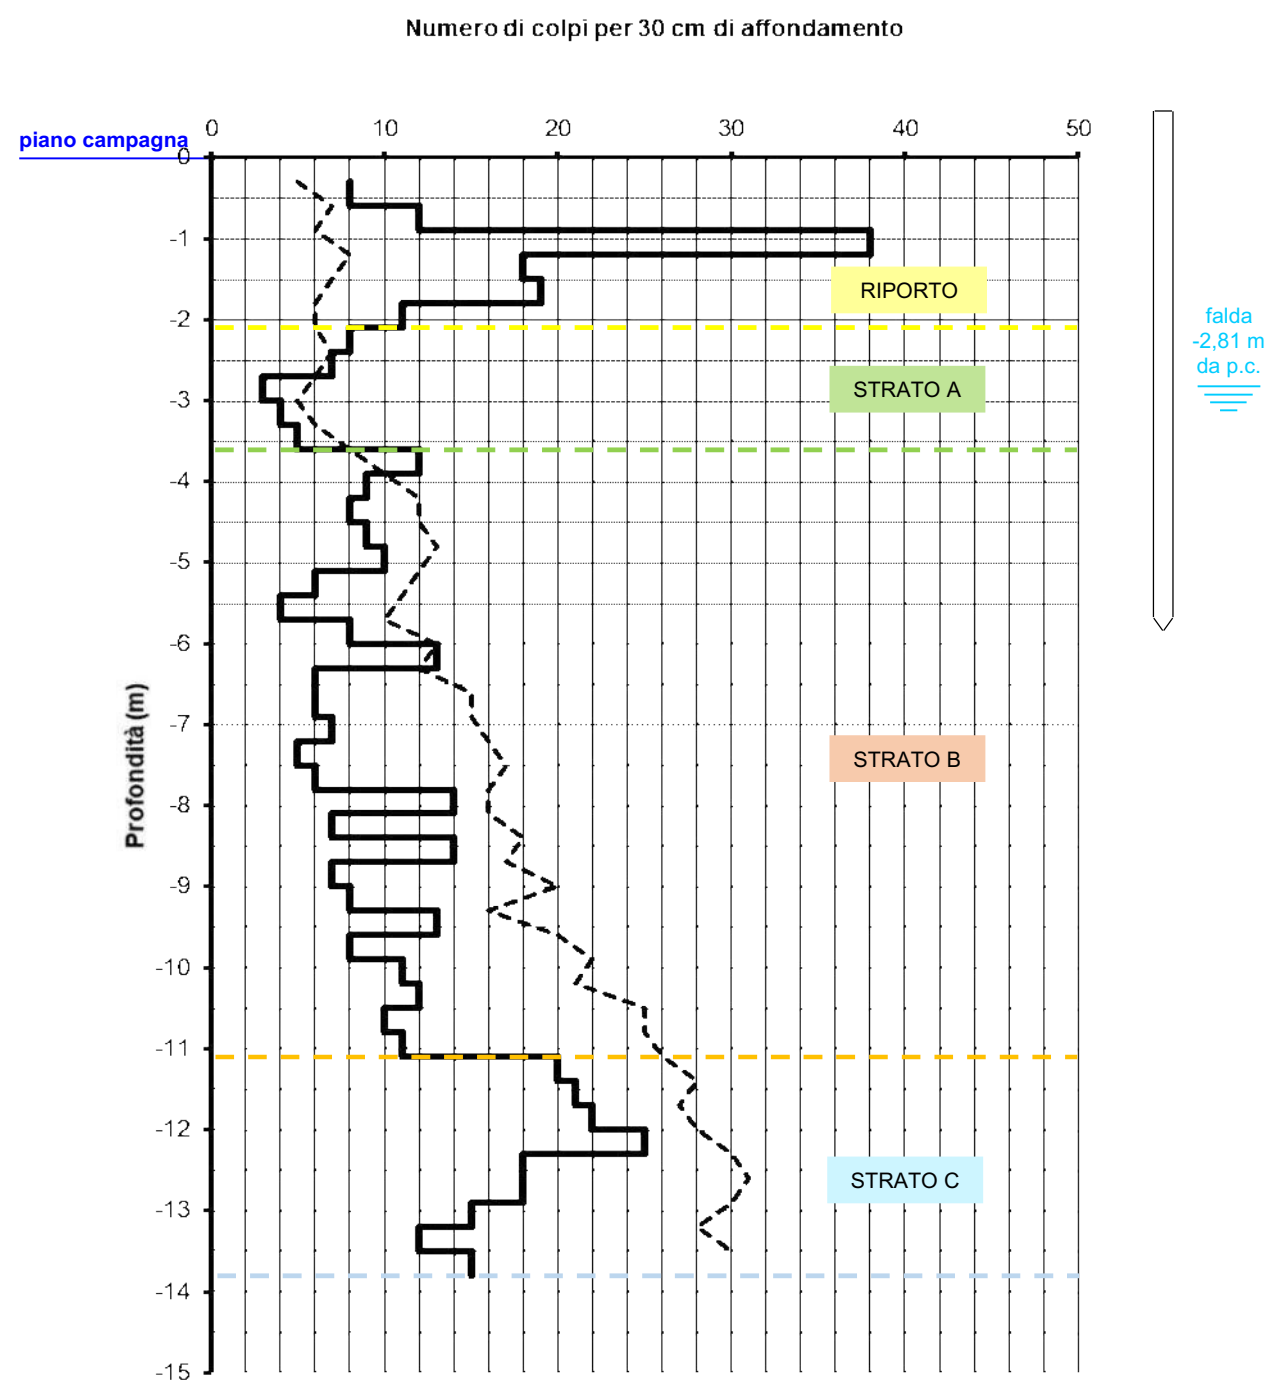 Numero di colpi per 30 cm di affondamento
piano campagna
0 10 20 30 40 50
0
-1
RIPORTO
-2
falda
-2,81 m
da p.c.
STRATO A
-3
-4
-5
-6
Profondità (m)
-7
STRATO B
-8
-9
-10
-11
-12
STRATO C
-13
-14
-15